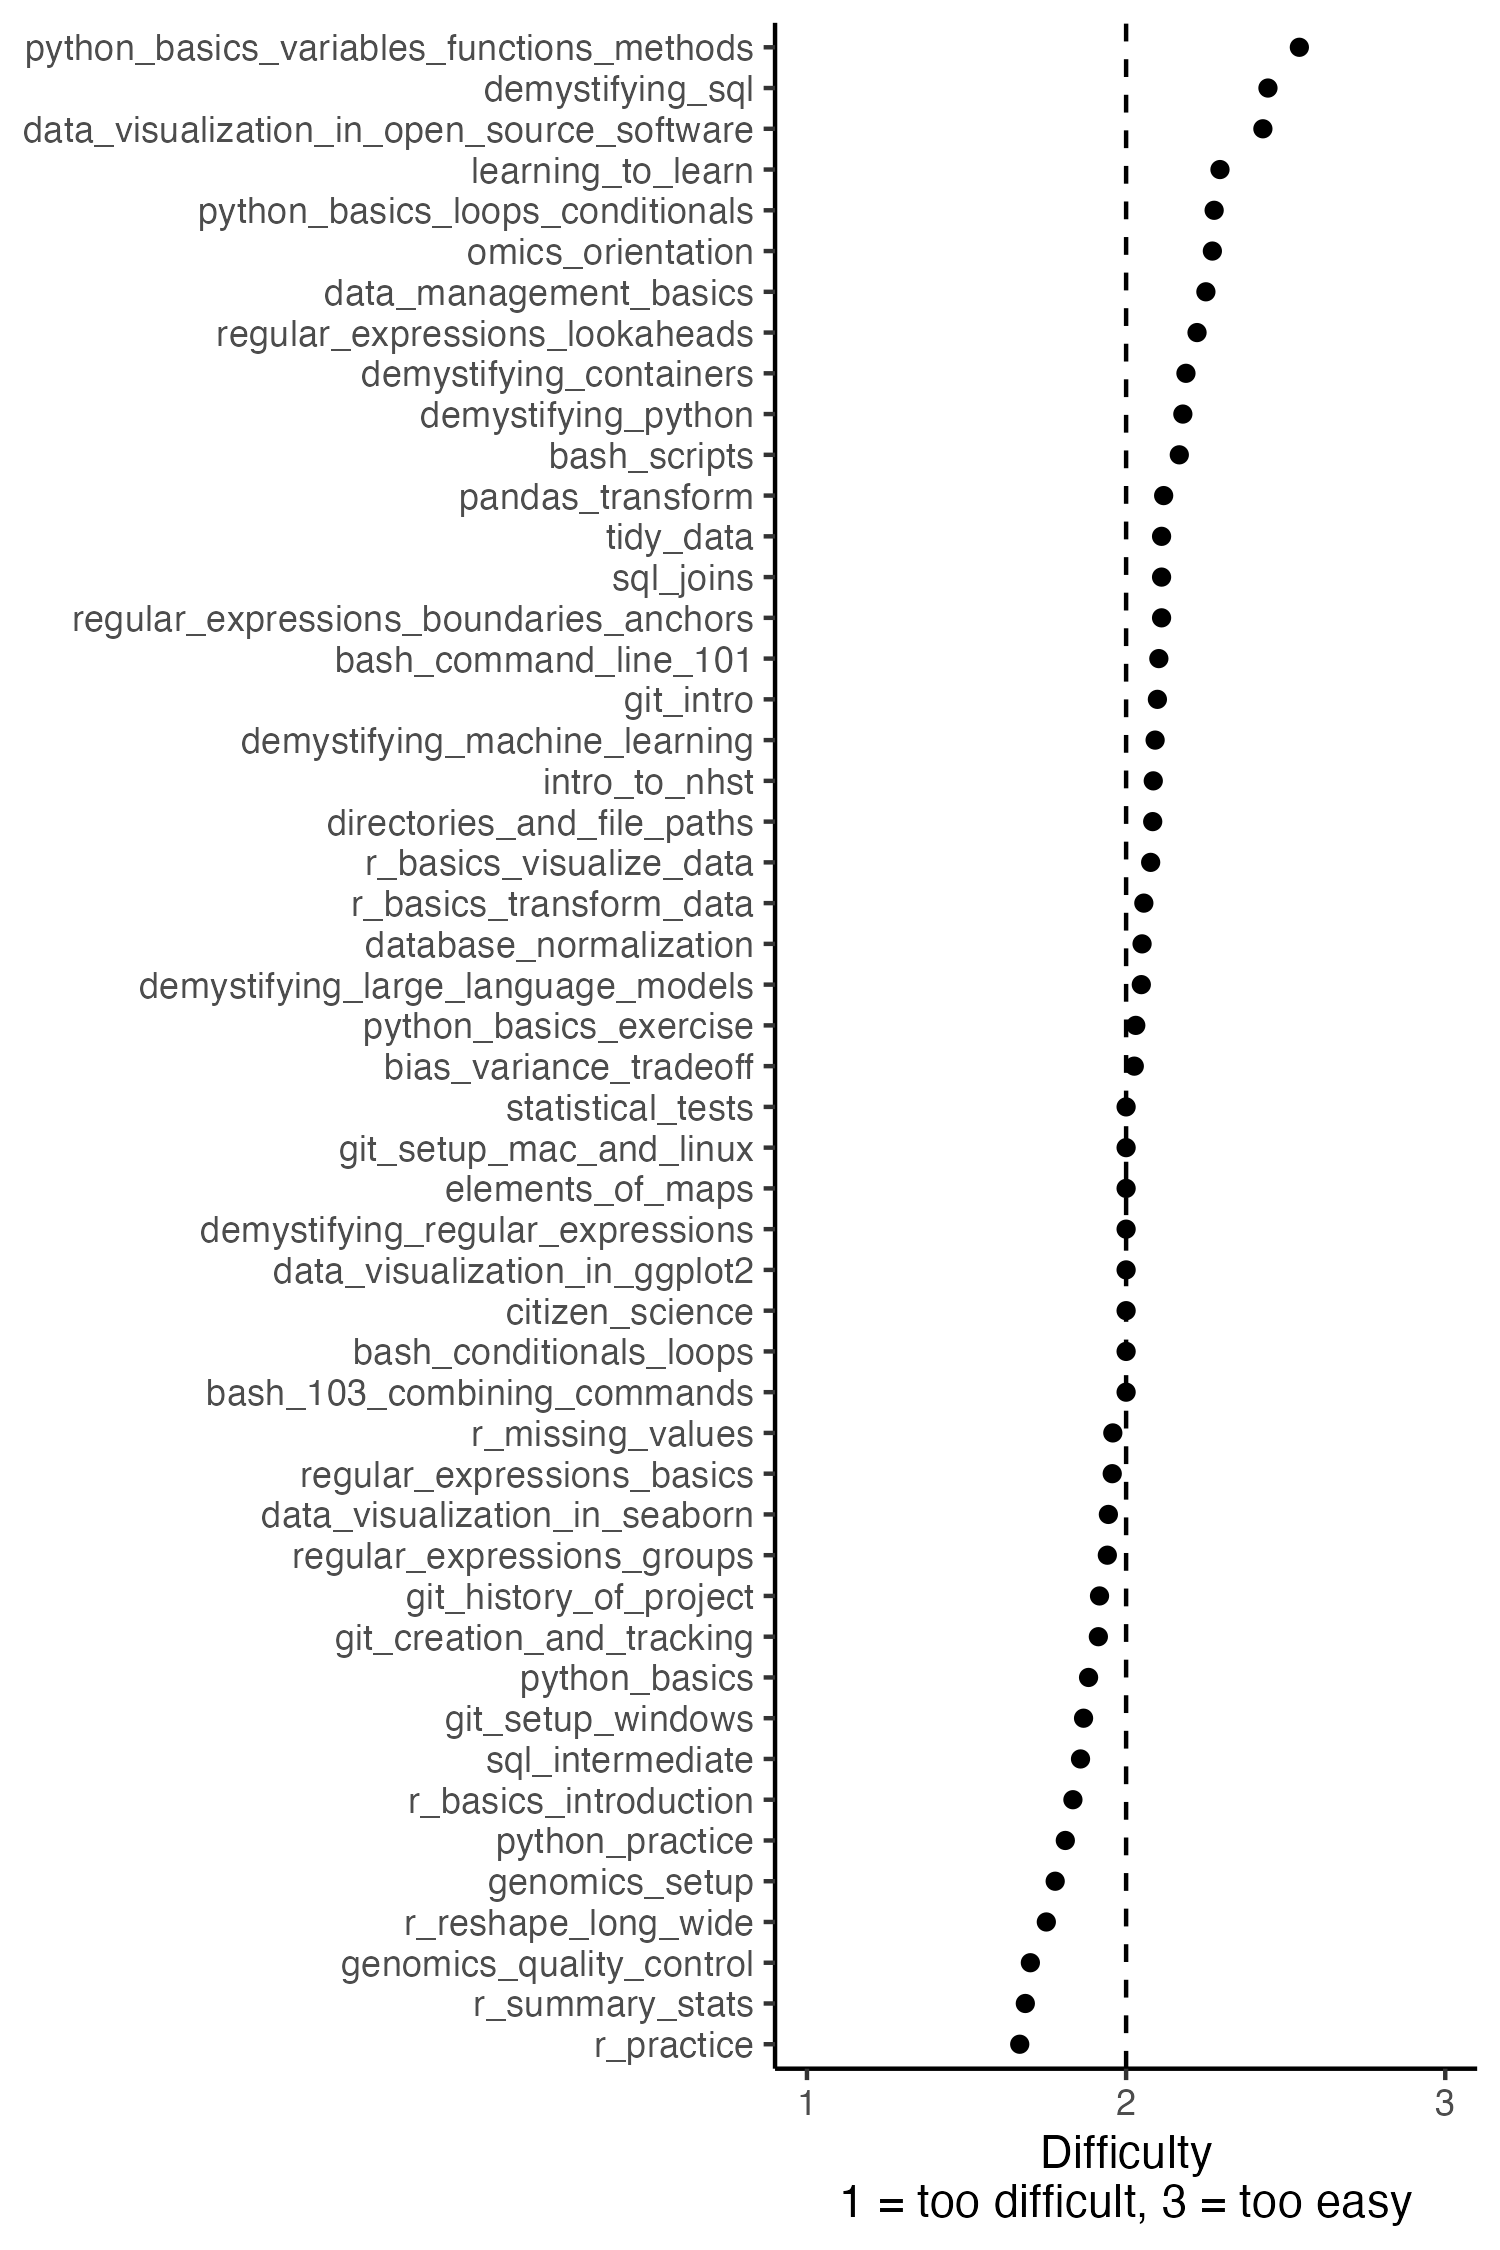 python_basics_variables_functions_methods
demystifying_sql
data_visualization_in_open_source_software
learning_to_learn
python_basics_loops_conditionals
omics_orientation
data_management_basics
regular_expressions_lookaheads
demystifying_containers
demystifying_python
bash_scripts
pandas_transform
tidy_data
sql_joins
regular_expressions_boundaries_anchors
bash_command_line_101
git_intro
demystifying_machine_learning
intro_to_nhst
directories_and_file_paths
r_basics_visualize_data
r_basics_transform_data
database_normalization
demystifying_large_language_models
python_basics_exercise
bias_variance_tradeoff
statistical_tests
git_setup_mac_and_linux
elements_of_maps
demystifying_regular_expressions
data_visualization_in_ggplot2
citizen_science
bash_conditionals_loops
bash_103_combining_commands
r_missing_values
regular_expressions_basics
data_visualization_in_seaborn
regular_expressions_groups
git_history_of_project
git_creation_and_tracking
python_basics
git_setup_windows
sql_intermediate
r_basics_introduction
python_practice
genomics_setup
r_reshape_long_wide
genomics_quality_control
r_summary_stats
r_practice
1 2 3
Difficulty
1 = too difficult, 3 = too easy